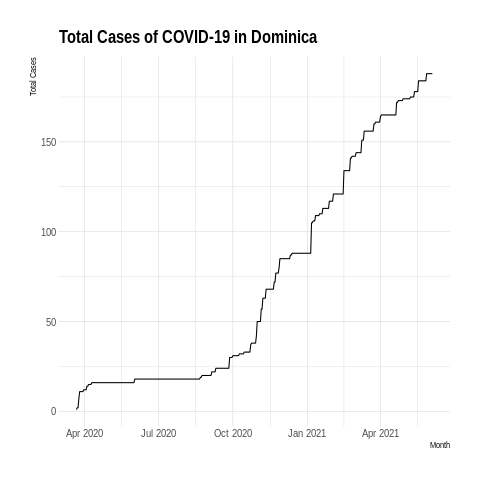 Total Cases of COVID-19 in Dominica
Total Cases
150
100
50
0
Apr 2020 Jul 2020 Oct 2020 Jan 2021 Apr 2021
Month